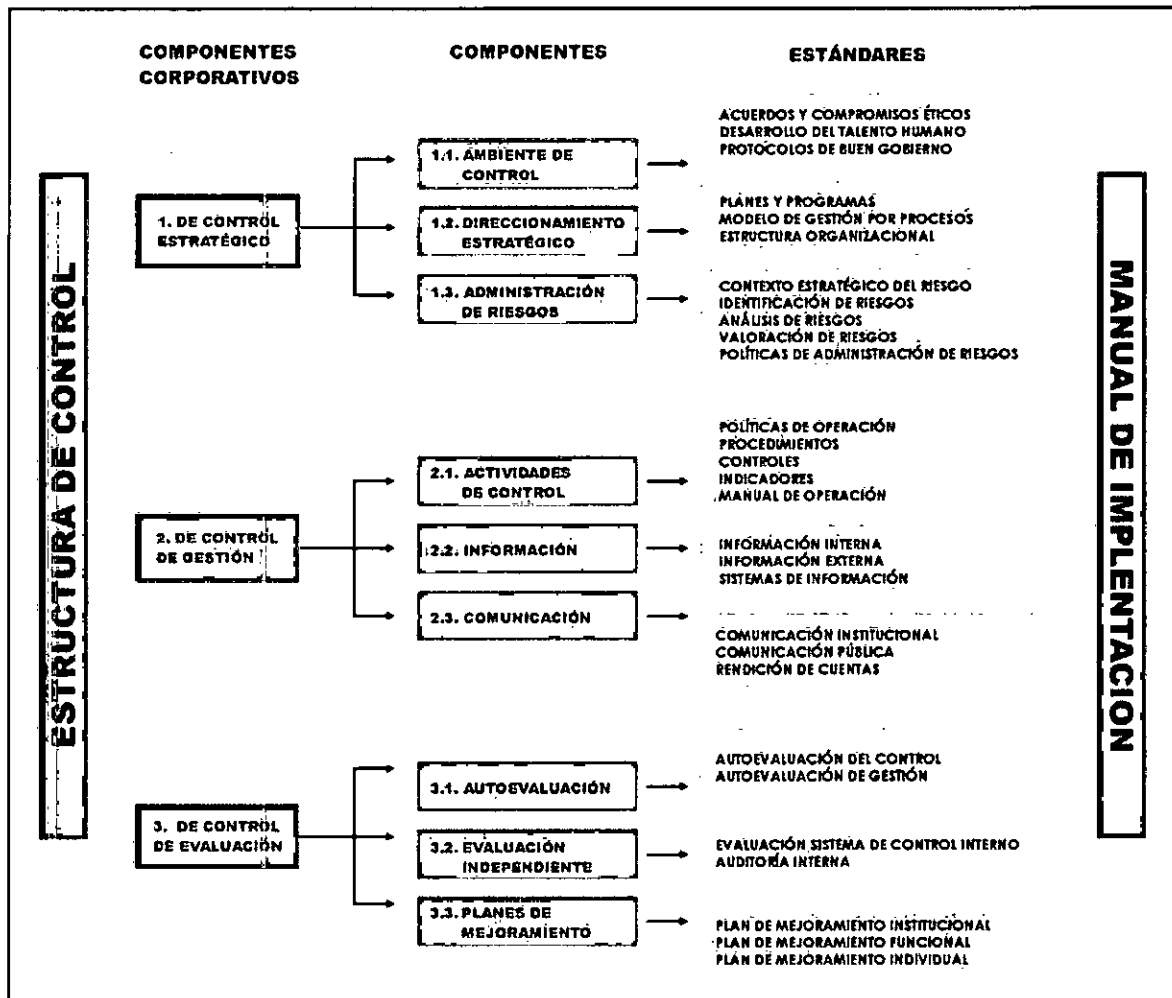 COMPONENTES
CORPORATIVOS
COMPONENTES
ESTÁNDARES
ESTRUCTURA DE CONTROL
1. DE CONTROL
ESTRATÉGICO
1.1. AMBIENTE DE
CONTROL
ACUERDOS Y COMPROMISOS ÉTICOS
DESARROLLO DEL TALENTO HUMANO
PROTOCOLOS DE BUEN GOBIERNO
1.2. DIRECCIONAMIENTO
ESTRATÉGICO
PLANES Y PROGRAMAS
MODELO DE GESTIÓN POR PROCESOS
ESTRUCTURA ORGANIZACIONAL
1.3. ADMINISTRACIÓN
DE RIESGOS
CONTEXTO ESTRATÉGICO DEL RIESGO
IDENTIFICACIÓN DE RIESGOS
ANÁLISIS DE RIESGOS
VALORACIÓN DE RIESGOS
POLÍTICAS DE ADMINISTRACIÓN DE RIESGOS
2. DE CONTROL
DE GESTIÓN
2.1. ACTIVIDADES
DE CONTROL
POLÍTICAS DE OPERACIÓN
PROCEDIMIENTOS
CONTROLES
INDICADORES
MANUAL DE OPERACIÓN
2.2. INFORMACIÓN
INFORMACIÓN INTERNA
INFORMACIÓN EXTERNA
SISTEMAS DE INFORMACIÓN
2.3. COMUNICACIÓN
COMUNICACIÓN INSTITUCIONAL
COMUNICACIÓN PÚBLICA
RENDICIÓN DE CUENTAS
3. DE CONTROL
DE EVALUACIÓN
3.1. AUTOEVALUACIÓN
AUTOEVALUACIÓN DEL CONTROL
AUTOEVALUACIÓN DE GESTIÓN
3.2. EVALUACIÓN
INDEPENDIENTE
EVALUACIÓN SISTEMA DE CONTROL INTERNO
AUDITORÍA INTERNA
3.3. PLANES DE
MEJORAMIENTO
PLAN DE MEJORAMIENTO INSTITUCIONAL
PLAN DE MEJORAMIENTO FUNCIONAL
PLAN DE MEJORAMIENTO INDIVIDUAL
MANUAL DE IMPLENTACION